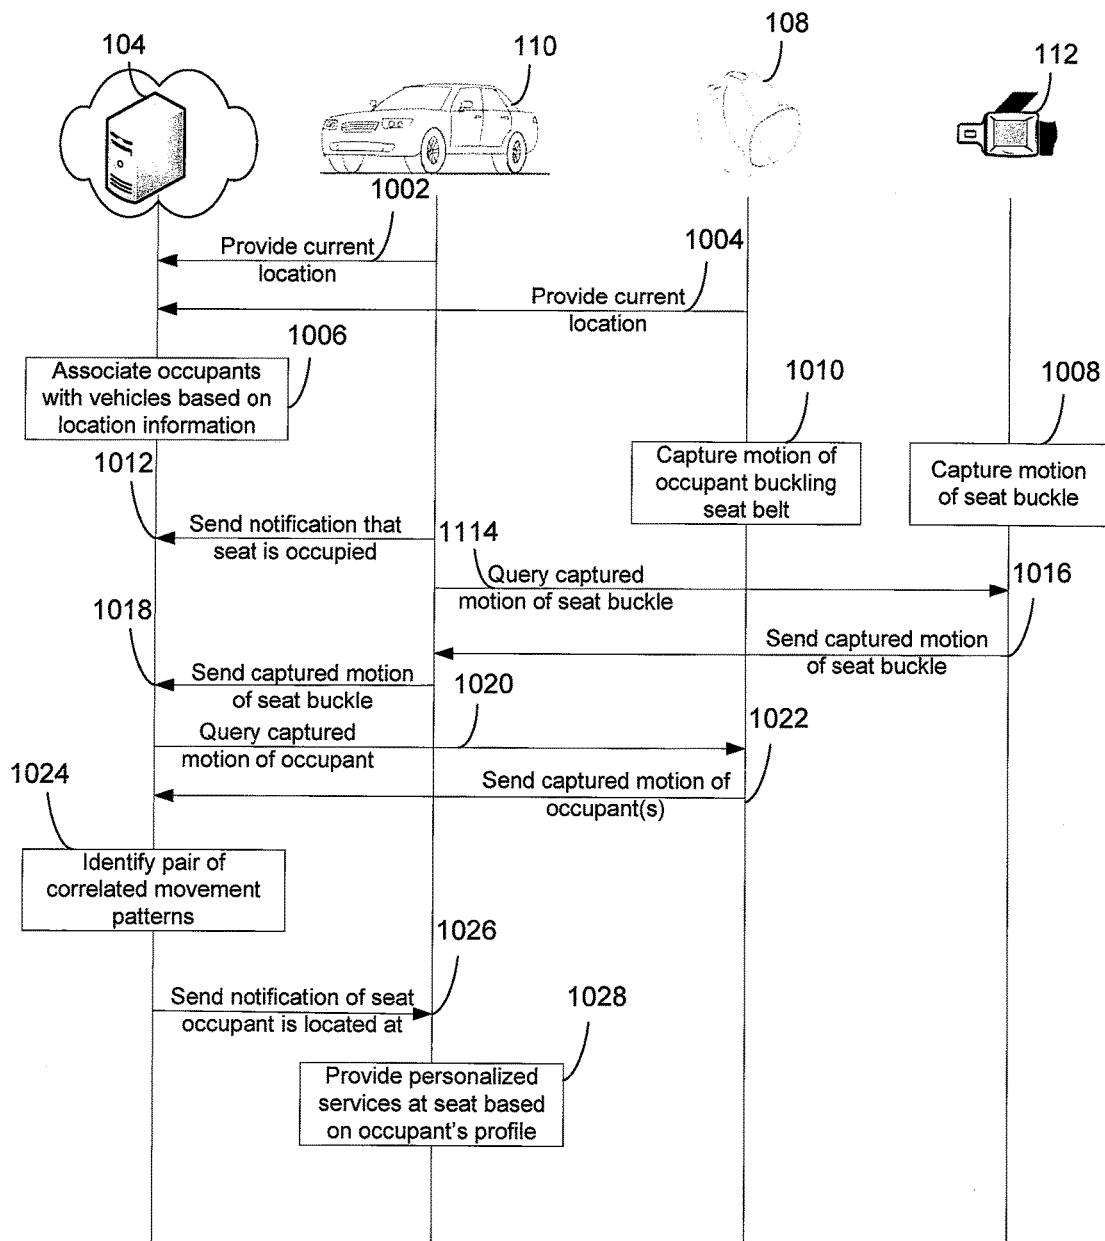 104
110
108
112
1002
Provide current
location
1004
Provide current
location
1006
Associate occupants
with vehicles based on
location information
1010
Capture motion of
occupant buckling
seat belt
1008
Capture motion
of seat buckle
1012
Send notification that
seat is occupied
1114
Query captured
motion of seat buckle
1016
Send captured motion
of seat buckle
1018
Send captured motion
of seat buckle
1020
Query captured
motion of occupant
1022
Send captured motion of
occupant(s)
1024
Identify pair of
correlated movement
patterns
1026
Send notification of seat
occupant is located at
1028
Provide personalized
services at seat based
on occupant's profile